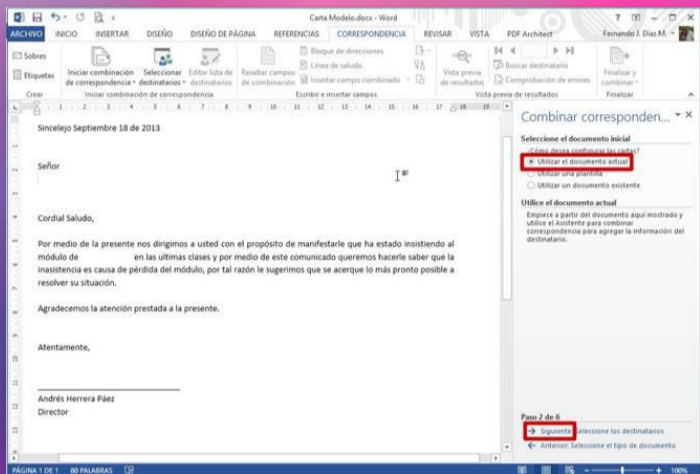 Carta Modelo.docx - Word
ARCHIVO INICIO INSERTAR DISEÑO DISEÑO DE PÁGINA REFERENCIAS CORRESPONDENCIA REVISAR VISTA PDF Architect Fernando J. Diaz M.
Sobres
Etiquetas
Crear
Iniciar combinación de correspondencia
Seleccionar destinatarios
Editar lista de destinatarios
Iniciar combinación de correspondencia
Resaltar campos de combinación
Bloque de direcciones
Línea de saludo
Insertar campo combinado
Escribir e insertar campos
Vista previa de resultados
Buscar destinatario
Comprobación de errores
Vista previa de resultados
Finalizar y combinar
Finalizar
Sincelejo Septiembre 18 de 2013
Señor
Cordial Saludo,
Por medio de la presente nos dirigimos a usted con el propósito de manifestarle que ha estado insistiendo al
módulo de en las ultimas clases y por medio de este comunicado queremos hacerle saber que la
inasistencia es causa de pérdida del módulo, por tal razón le sugerimos que se acerque lo más pronto posible a
resolver su situación.
Agradecemos la atención prestada a la presente.
Atentamente,
Andrés Herrera Páez
Director
Combinar corresponden...
Seleccione el documento inicial
¿Cómo desea configurar las cartas?
Utilizar el documento actual
Utilizar una plantilla
Utilizar un documento existente
Utilice el documento actual
Empiece a partir del documento aquí mostrado y
utilice el Asistente para combinar
correspondencia para agregar la información del
destinatario.
Paso 2 de 6
Siguiente: Seleccione los destinatarios
Anterior: Seleccione el tipo de documento
PÁGINA 1 DE 1 80 PALABRAS 100%